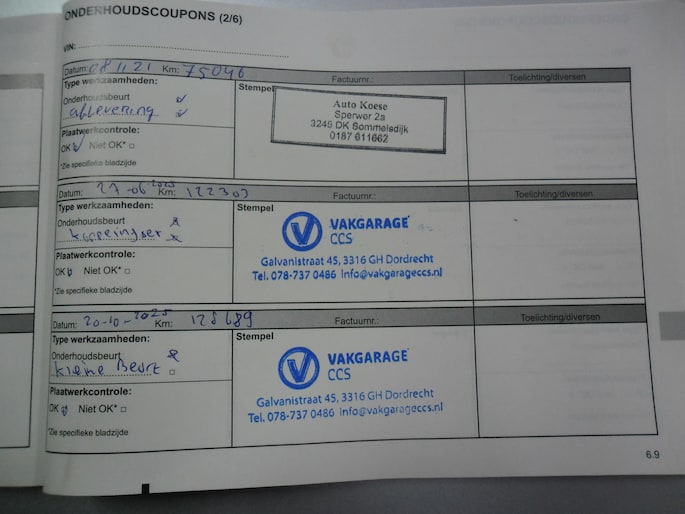 ONDERHOUDSCOUPONS (2/6)
VIN:
Datum: 081121 Km: 75046 Factuurnr.: Toelichting/diversen
Type werkzaamheden:
Stempel
Onderhoudsbeurt
aflevering
Plaatwerkcontrole:
OK Niet OK*
*Zie specifieke bladzijde
Auto Koese
Sperwer 2a
3245 DK Sommelsdijk
0187 611662
Datum: 27-06-2023 Km: 122303 Factuurnr.: Toelichting/diversen
Type werkzaamheden:
Stempel
Onderhoudsbeurt
Plaatwerkcontrole:
OK Niet OK*
*Zie specifieke bladzijde
VAKGARAGE
CCS
Galvanistraat 45, 3316 GH Dordrecht
Tel. 078-737 0486 info@vakgarageccs.nl
Datum: 20-10-2023 Km: 128689 Factuurnr.: Toelichting/diversen
Type werkzaamheden:
Stempel
Onderhoudsbeurt
kleine Beurt
Plaatwerkcontrole:
OK Niet OK*
*Zie specifieke bladzijde
VAKGARAGE
CCS
Galvanistraat 45, 3316 GH Dordrecht
Tel. 078-737 0486 info@vakgarageccs.nl
6.9